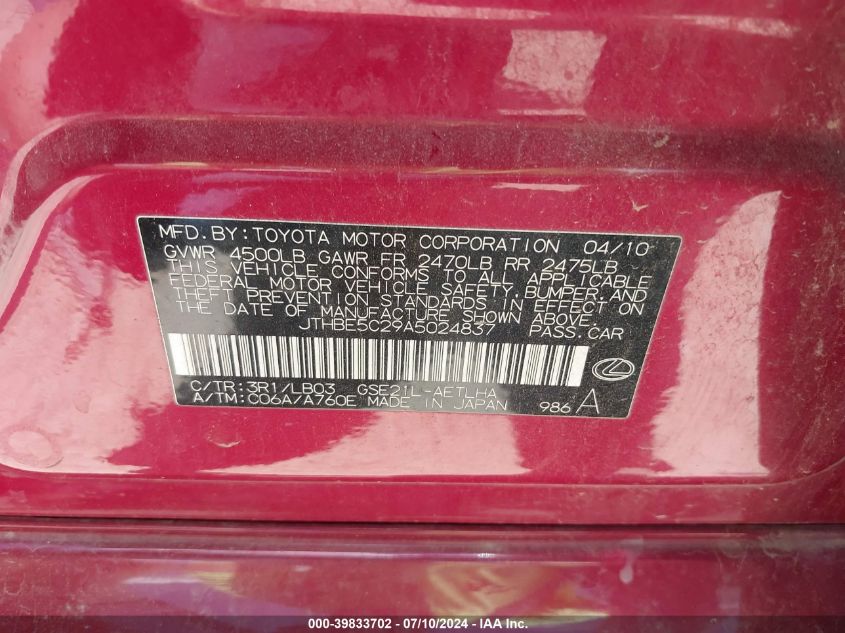 MFD.BY:TOYOTA MOTOR CORPORATION 04/10
GVWR 4500LB GAWR FR 2470LB RR 2475LB
THIS VEHICLE CONFORMS TO ALL APPLICABLE
FEDERAL MOTOR VEHICLE SAFETY, BUMPER, AND
THEFT PREVENTION STANDARDS IN EFFECT ON
THE DATE OF MANUFACTURE SHOWN ABOVE.
JTHBE5C29A5024837 PASS.CAR
C/TR:3R1/LB03 GSE21L-AETLHA
A/TM:C06A/A760E MADE IN JAPAN 986 A
000-39833702 / 07/10/2024 - IAA Inc.